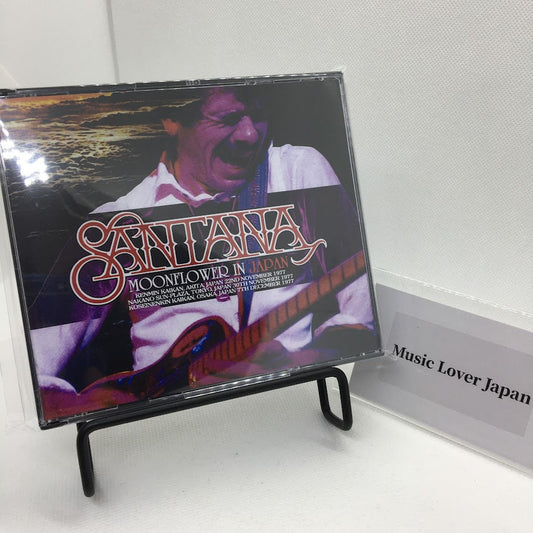 SANTANA
MOONFLOWER IN JAPAN
KENMIN KAIKAN, AKITA, JAPAN 22ND NOVEMBER 1977
NAKANO SUN PLAZA, TOKYO, JAPAN 30TH NOVEMBER 1977
KOSEINENKIN KAIKAN, OSAKA, JAPAN 7TH DECEMBER 1977
Music Lover Japan